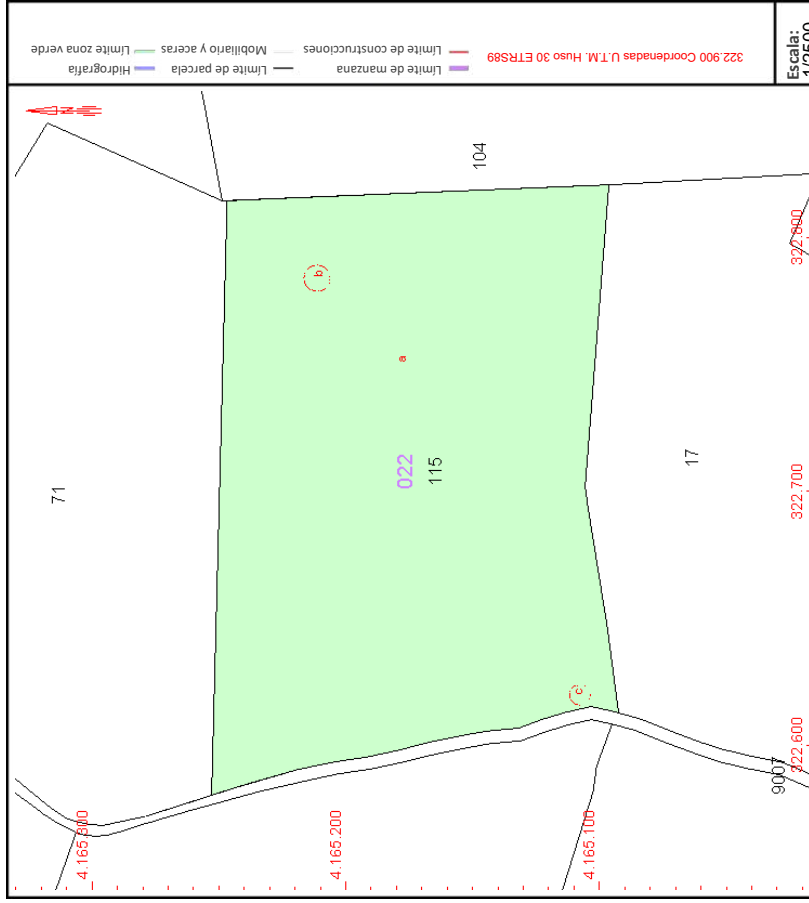 322.900 Coordenadas U.T.M. Huso 30 ETRS89
Límite de manzana
Límite de construcciones
Límite de parcela
Mobiliario y aceras
Hidrografía
Límite zona verde
Escala:
1/2500
71
104
b
a
022
115
17
c
9007
4.165.300
4.165.200
4.165.100
322.600
322.700
322.800